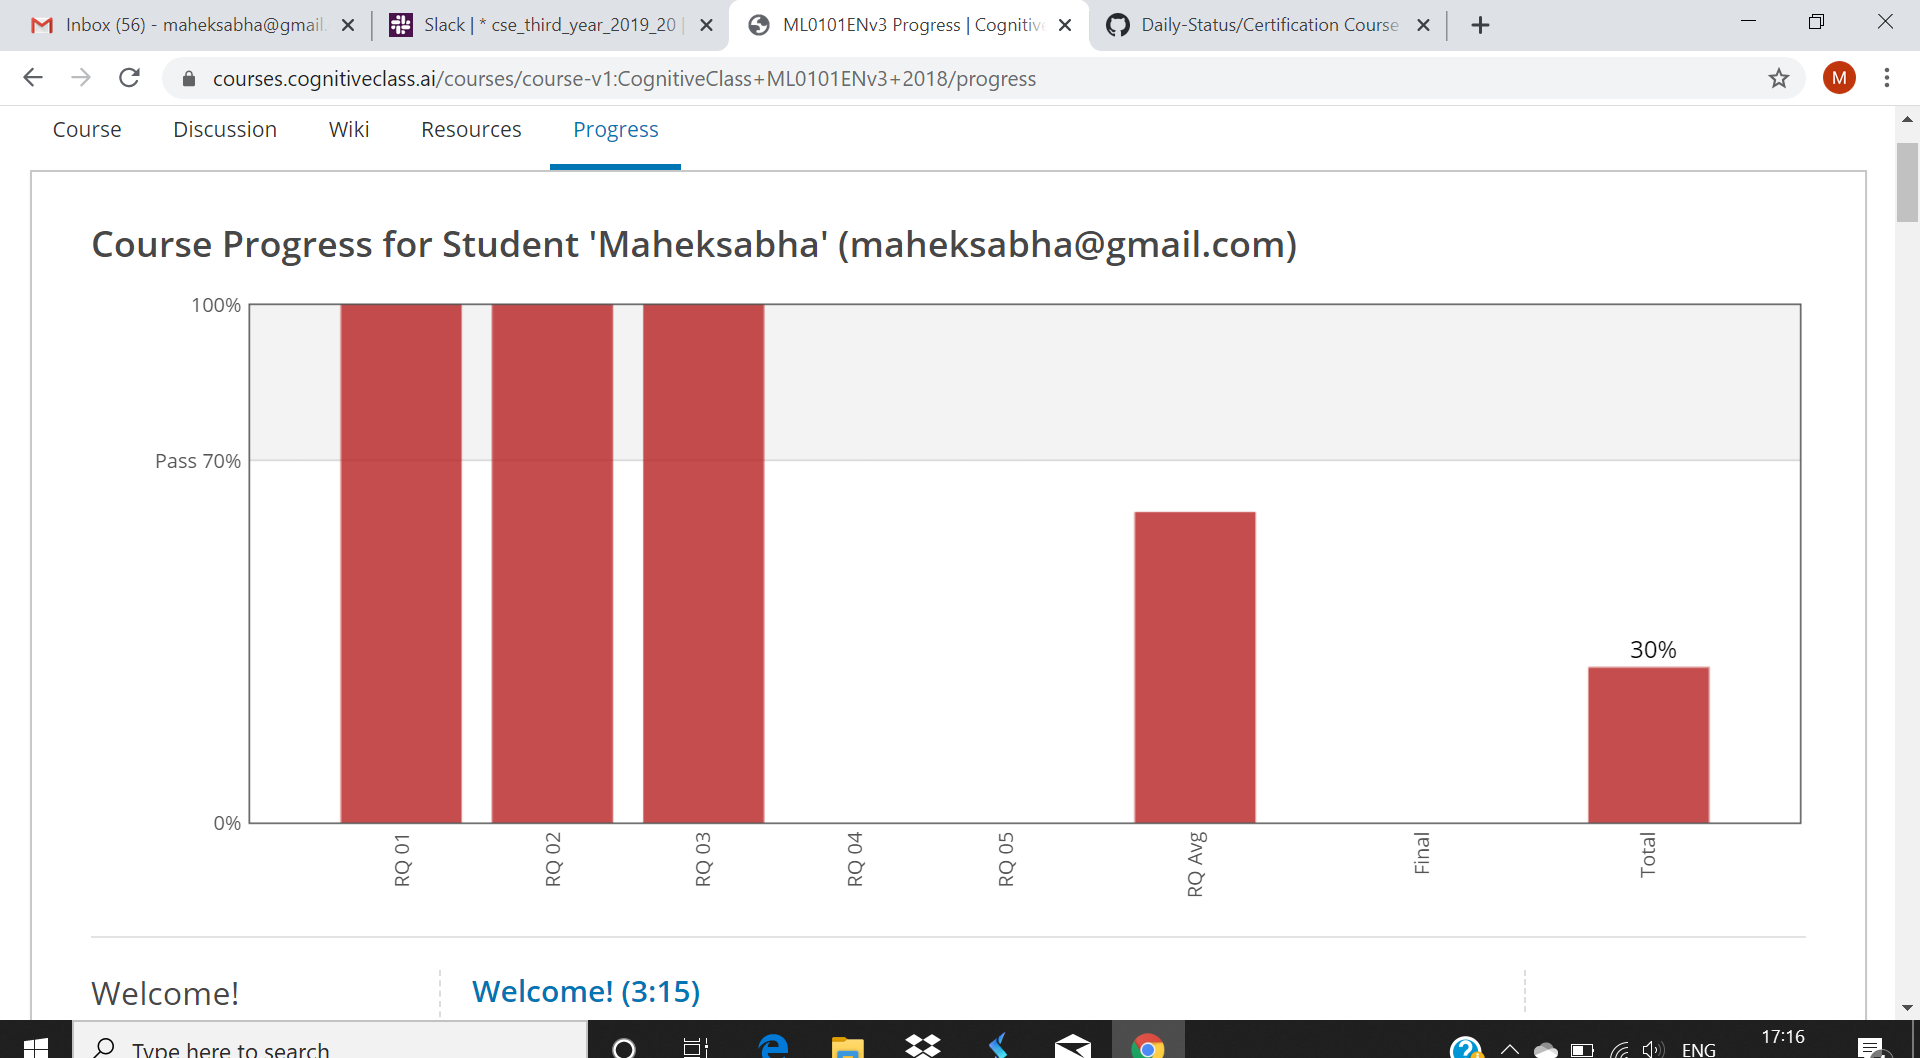 Inbox (56) - maheksabha@gmail.
Slack | * cse_third_year_2019_20 |
ML0101ENv3 Progress | Cognitive
Daily-Status/Certification Course
courses.cognitiveclass.ai/courses/course-v1:CognitiveClass+ML0101ENv3+2018/progress
M
Course Discussion Wiki Resources Progress
Course Progress for Student 'Maheksabha' (maheksabha@gmail.com)
100%
Pass 70%
30%
0%
RQ 01
RQ 02
RQ 03
RQ 04
RQ 05
RQ Avg
Final
Total
Welcome!
Welcome! (3:15)
Type here to search
ENG
17:16